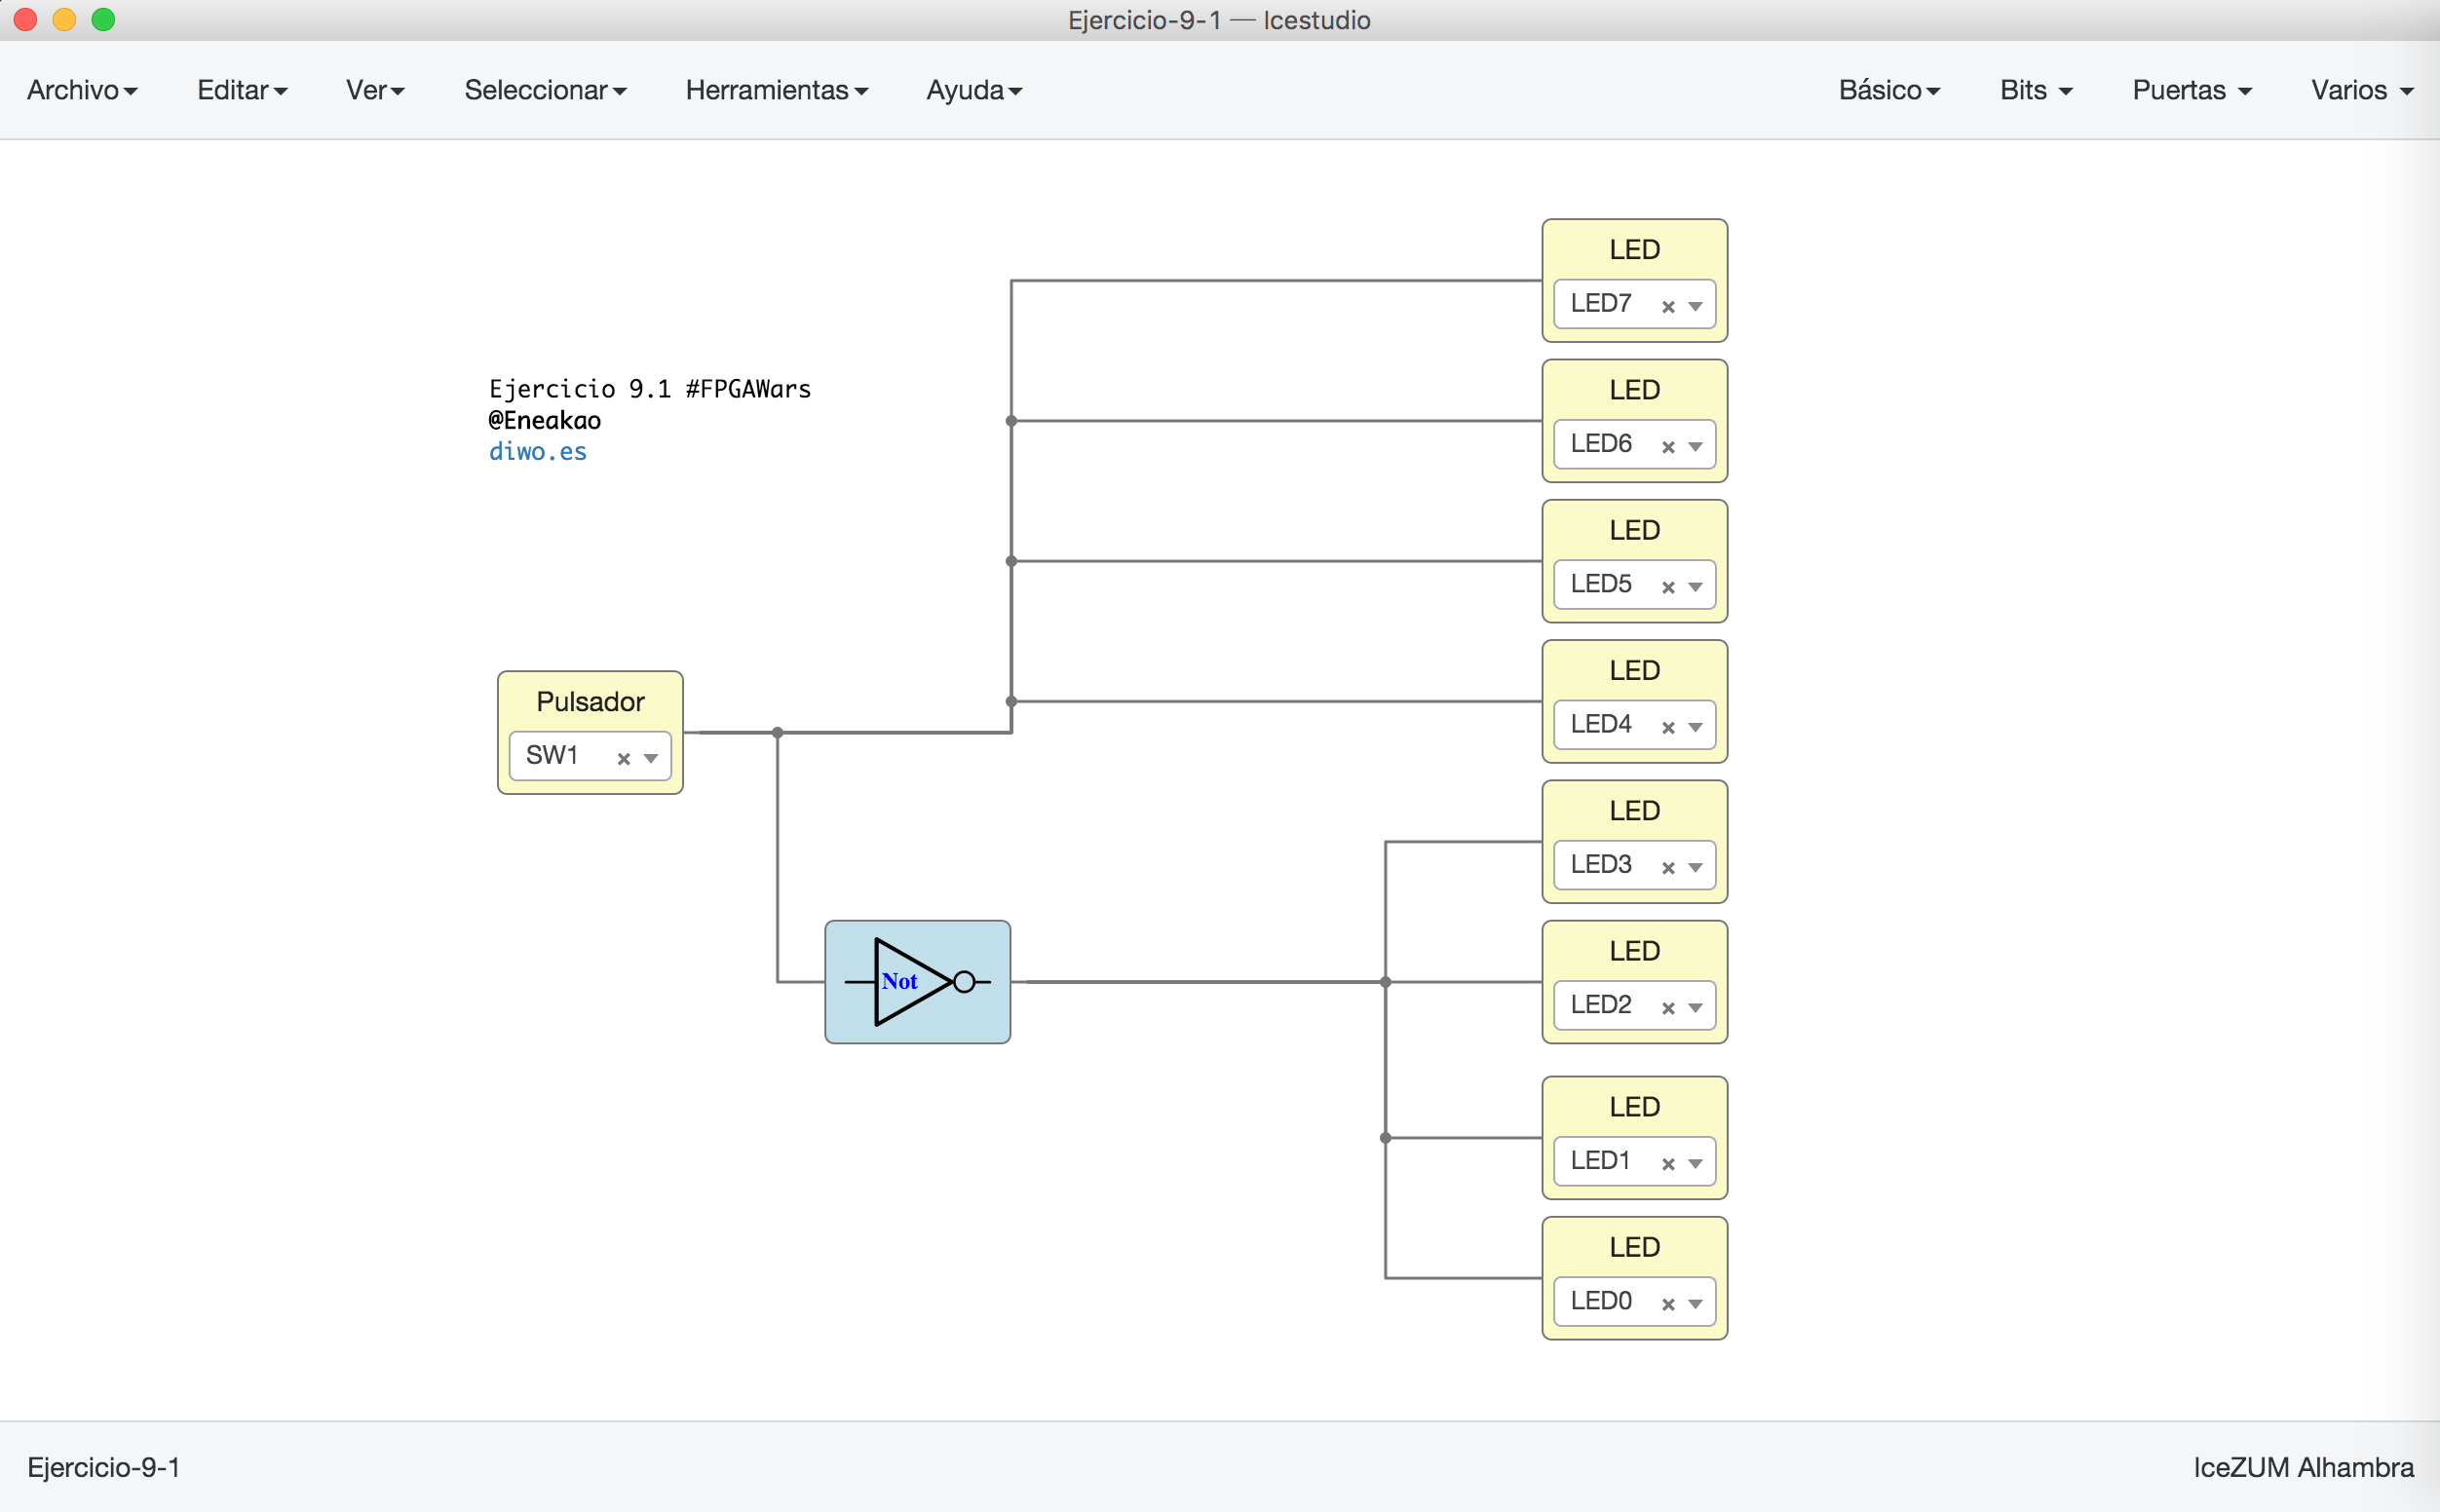 Ejercicio-9-1 — Icestudio
Archivo Editar Ver Seleccionar Herramientas Ayuda Básico Bits Puertas Varios
LED
LED7
Ejercicio 9.1 #FPGAWars
@Eneakao
diwo.es
LED
LED6
LED
LED5
LED
LED4
Pulsador
SW1
LED
LED3
Not
LED
LED2
LED
LED1
LED
LED0
Ejercicio-9-1 IceZUM Alhambra